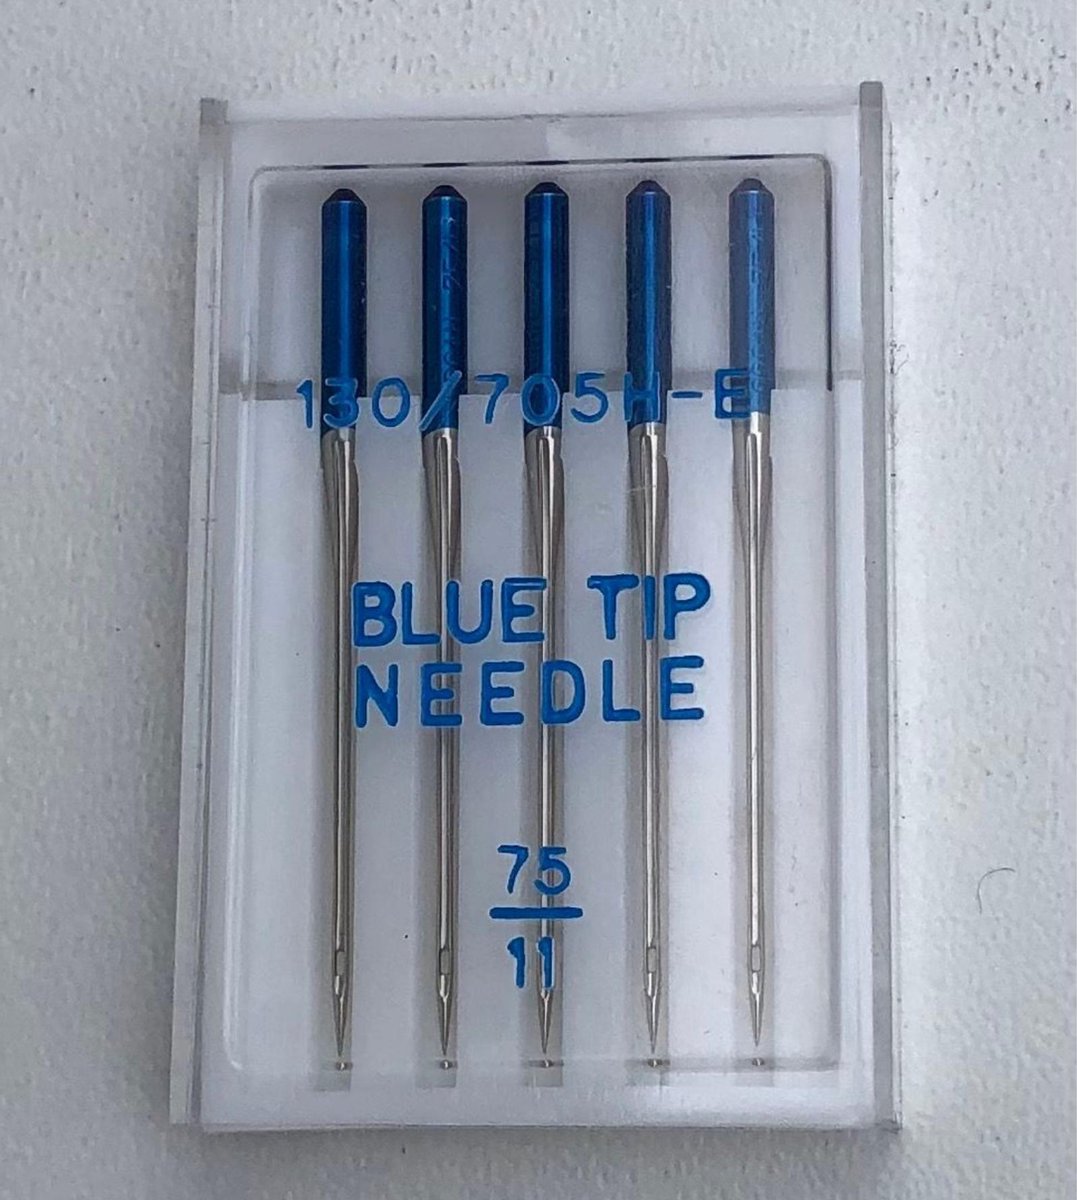 130/705H-E
BLUE TIP
NEEDLE
75
11